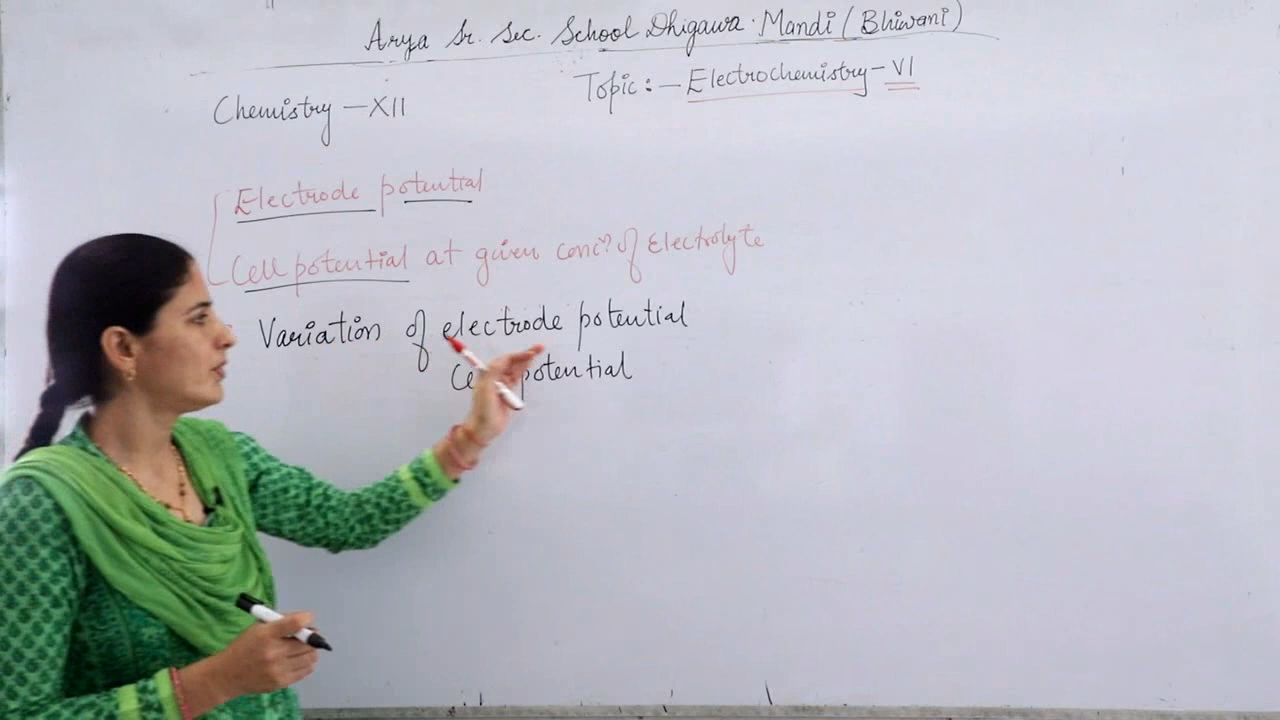 Arya Sr. Sec. School Dhigawa. Mandi (Bhiwani)
Chemistry - XII
Topic :- Electrochemistry - VI
Electrode potential
Cell potential at given concn of Electrolyte
Variation of electrode potential
potential